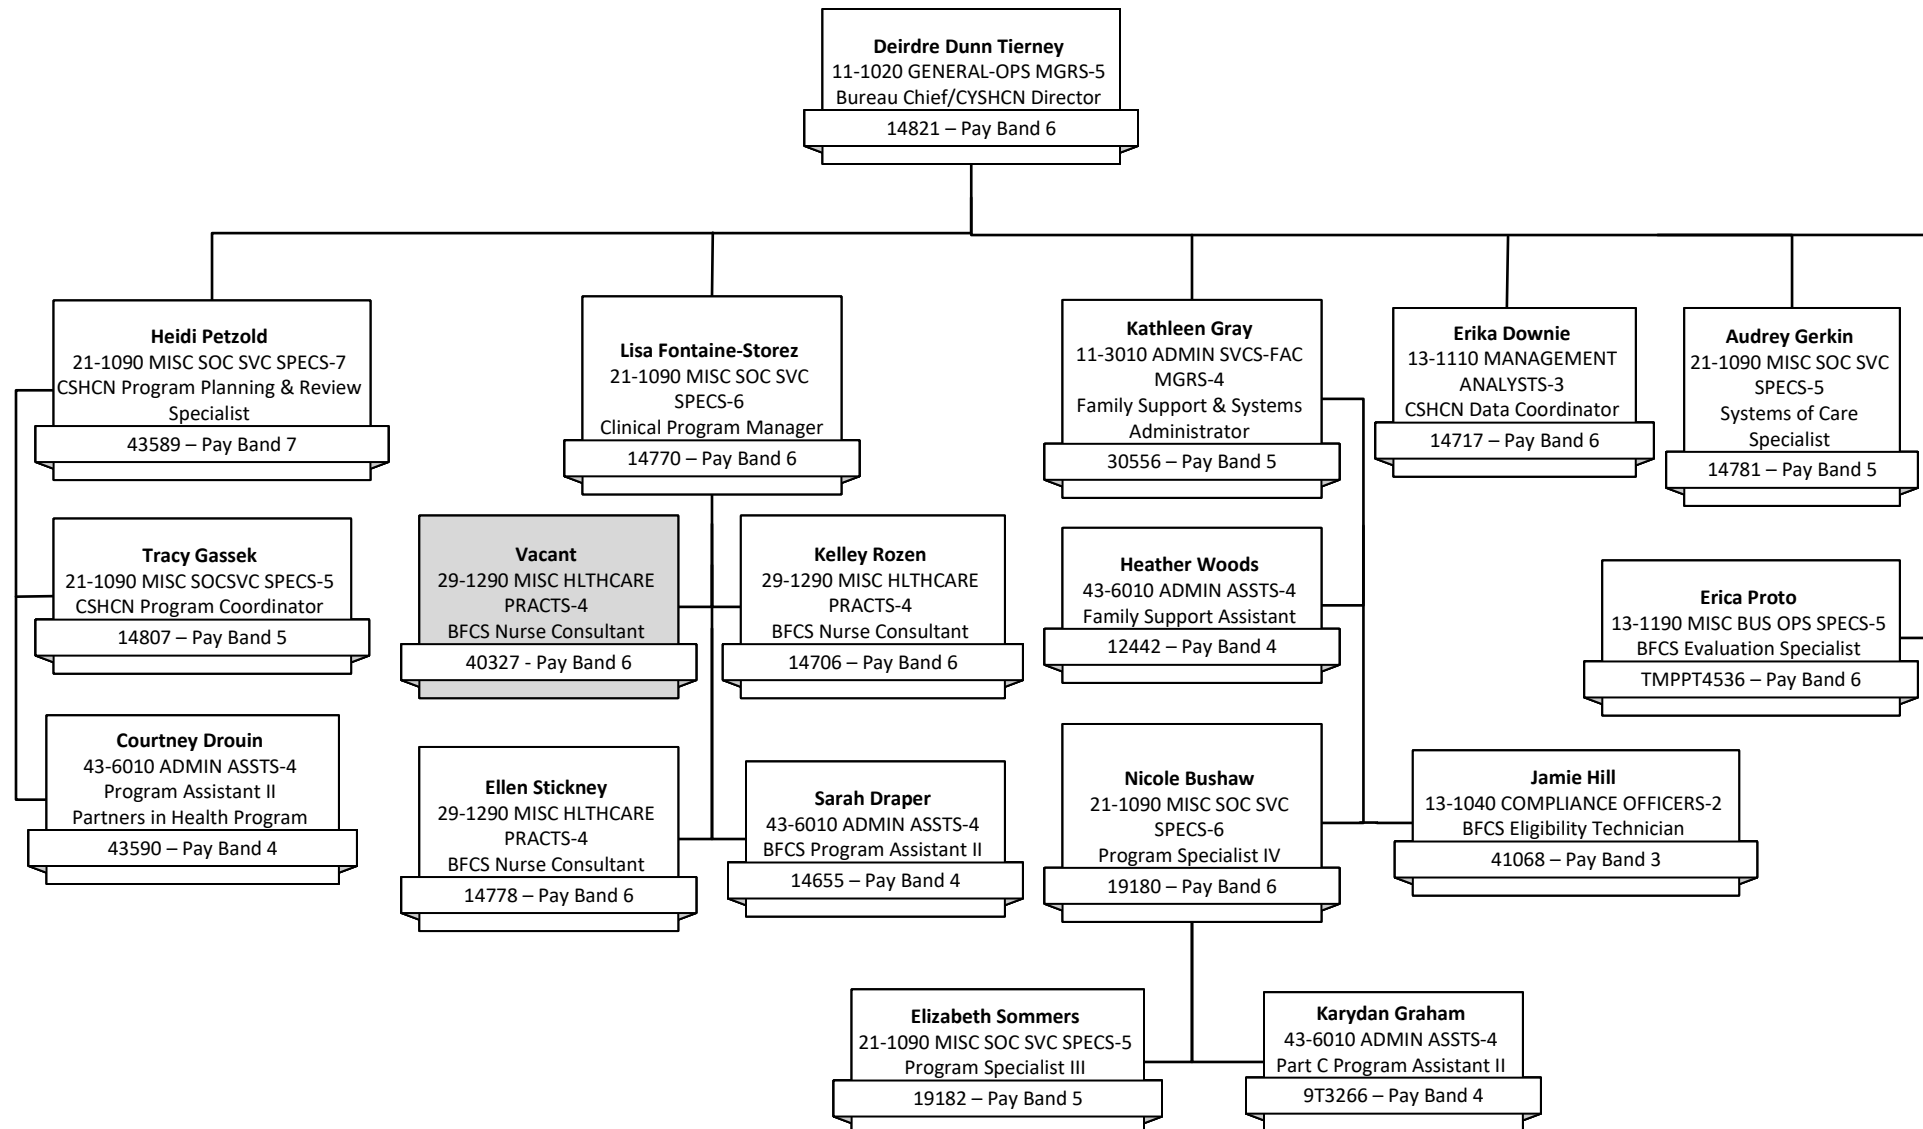 Deirdre Dunn Tierney
11-1020 GENERAL-OPS MGRS-5
Bureau Chief/CYSHCN Director
14821 – Pay Band 6
Heidi Petzold
21-1090 MISC SOC SVC SPECS-7
CSHCN Program Planning & Review
Specialist
43589 – Pay Band 7
Lisa Fontaine-Storez
21-1090 MISC SOC SVC
SPECS-6
Clinical Program Manager
14770 – Pay Band 6
Kathleen Gray
11-3010 ADMIN SVCS-FAC
MGRS-4
Family Support & Systems
Administrator
30556 – Pay Band 5
Erika Downie
13-1110 MANAGEMENT
ANALYSTS-3
CSHCN Data Coordinator
14717 – Pay Band 6
Audrey Gerkin
21-1090 MISC SOC SVC
SPECS-5
Systems of Care
Specialist
14781 – Pay Band 5
Tracy Gassek
21-1090 MISC SOCSVC SPECS-5
CSHCN Program Coordinator
14807 – Pay Band 5
Vacant
29-1290 MISC HLTHCARE
PRACTS-4
BFCS Nurse Consultant
40327 - Pay Band 6
Kelley Rozen
29-1290 MISC HLTHCARE
PRACTS-4
BFCS Nurse Consultant
14706 – Pay Band 6
Heather Woods
43-6010 ADMIN ASSTS-4
Family Support Assistant
12442 – Pay Band 4
Erica Proto
13-1190 MISC BUS OPS SPECS-5
BFCS Evaluation Specialist
TMPPT4536 – Pay Band 6
Courtney Drouin
43-6010 ADMIN ASSTS-4
Program Assistant II
Partners in Health Program
43590 – Pay Band 4
Ellen Stickney
29-1290 MISC HLTHCARE
PRACTS-4
BFCS Nurse Consultant
14778 – Pay Band 6
Sarah Draper
43-6010 ADMIN ASSTS-4
BFCS Program Assistant II
14655 – Pay Band 4
Nicole Bushaw
21-1090 MISC SOC SVC
SPECS-6
Program Specialist IV
19180 – Pay Band 6
Jamie Hill
13-1040 COMPLIANCE OFFICERS-2
BFCS Eligibility Technician
41068 – Pay Band 3
Elizabeth Sommers
21-1090 MISC SOC SVC SPECS-5
Program Specialist III
19182 – Pay Band 5
Karydan Graham
43-6010 ADMIN ASSTS-4
Part C Program Assistant II
9T3266 – Pay Band 4